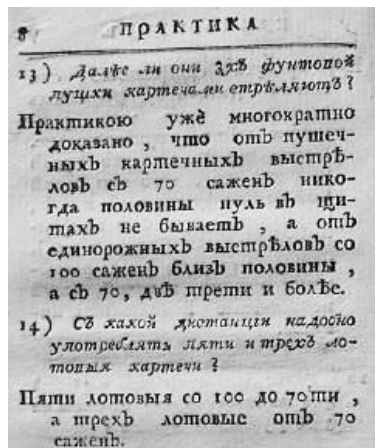 8 ПРАКТИКА
13) Далѣе ли они 3хъ фунтовой
пушки картечами стрѣляютъ?
Практикою уже многократно
доказано, что отъ пушеч-
ныхъ картечныхъ выстрѣ-
ловъ съ 70 саженъ нико-
гда половины пуль въ щи-
тахъ не бываетъ, а отъ
единорожныхъ выстрѣловъ со
100 саженъ близъ половины,
а съ 70, двѣ трети и болѣе.
14) Съ какой дистанціи надобно
употреблять пяти и трехъ ло-
товыя картечи?
Пяти лотовыя со 100 до 70ти,
а трехъ лотовые отъ 70
саженъ.